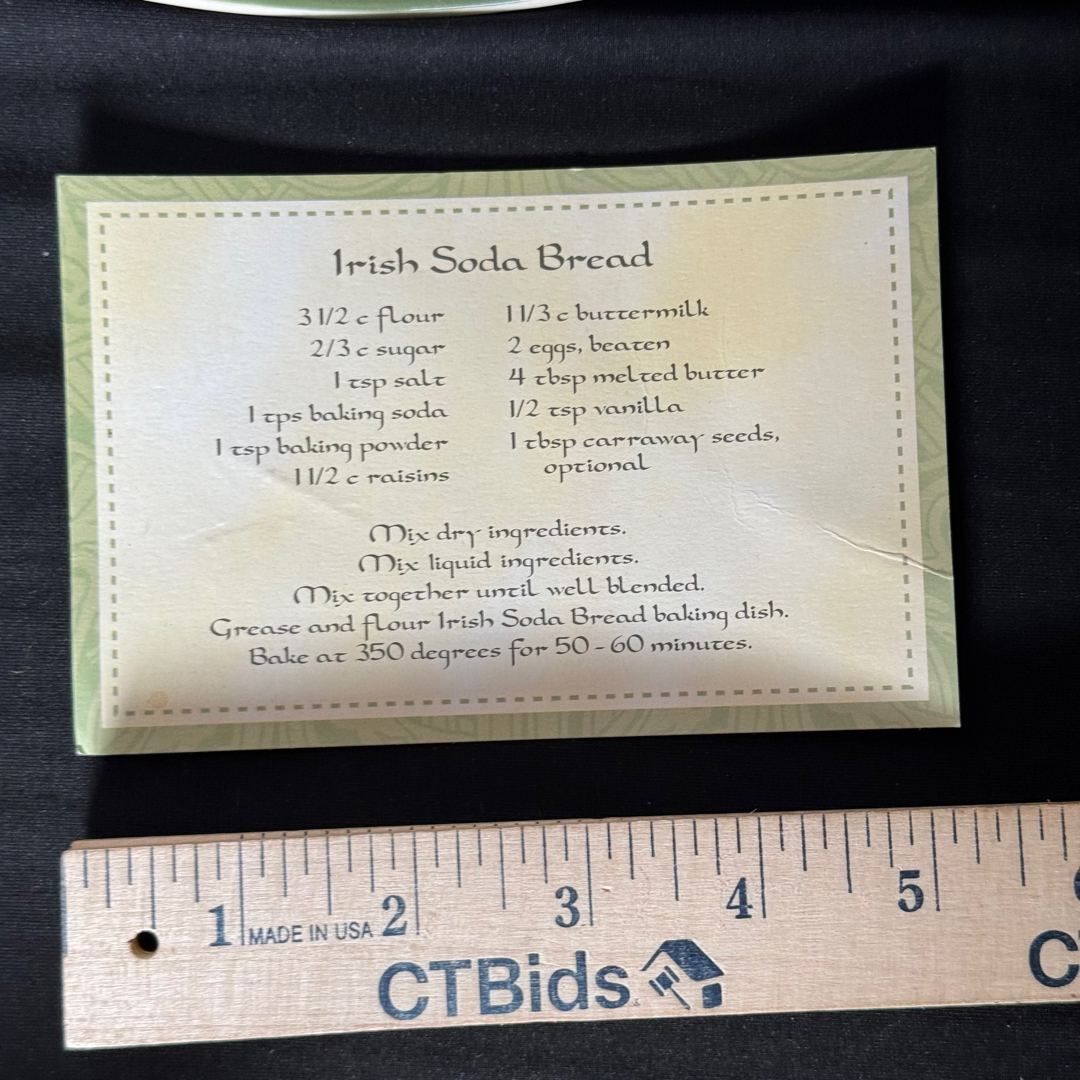 Irish Soda Bread
3 1/2 c flour
2/3 c sugar
1 tsp salt
1 tps baking soda
1 tsp baking powder
1 1/2 c raisins
1 1/3 c buttermilk
2 eggs, beaten
4 tbsp melted butter
1/2 tsp vanilla
1 tbsp carraway seeds,
optional
Mix dry ingredients.
Mix liquid ingredients.
Mix together until well blended.
Grease and flour Irish Soda Bread baking dish.
Bake at 350 degrees for 50 - 60 minutes.
1 2 3 4 5
MADE IN USA
CTBids